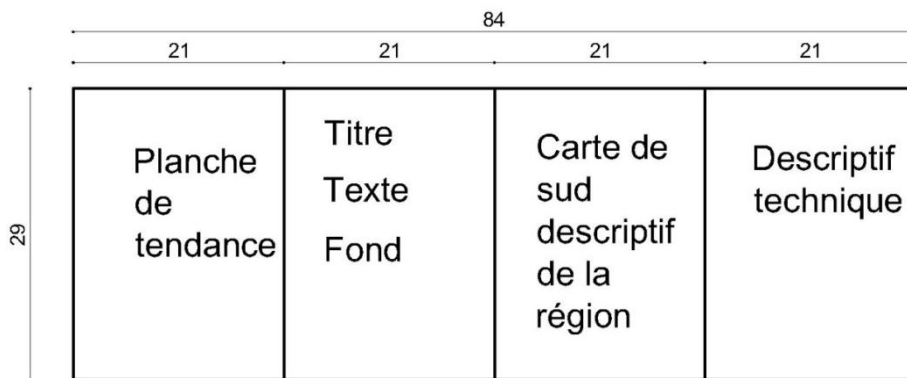 84
21
21
21
21
29
Planche
de
tendance
Titre
Texte
Fond
Carte de
sud
descriptif
de la
région
Descriptif
technique